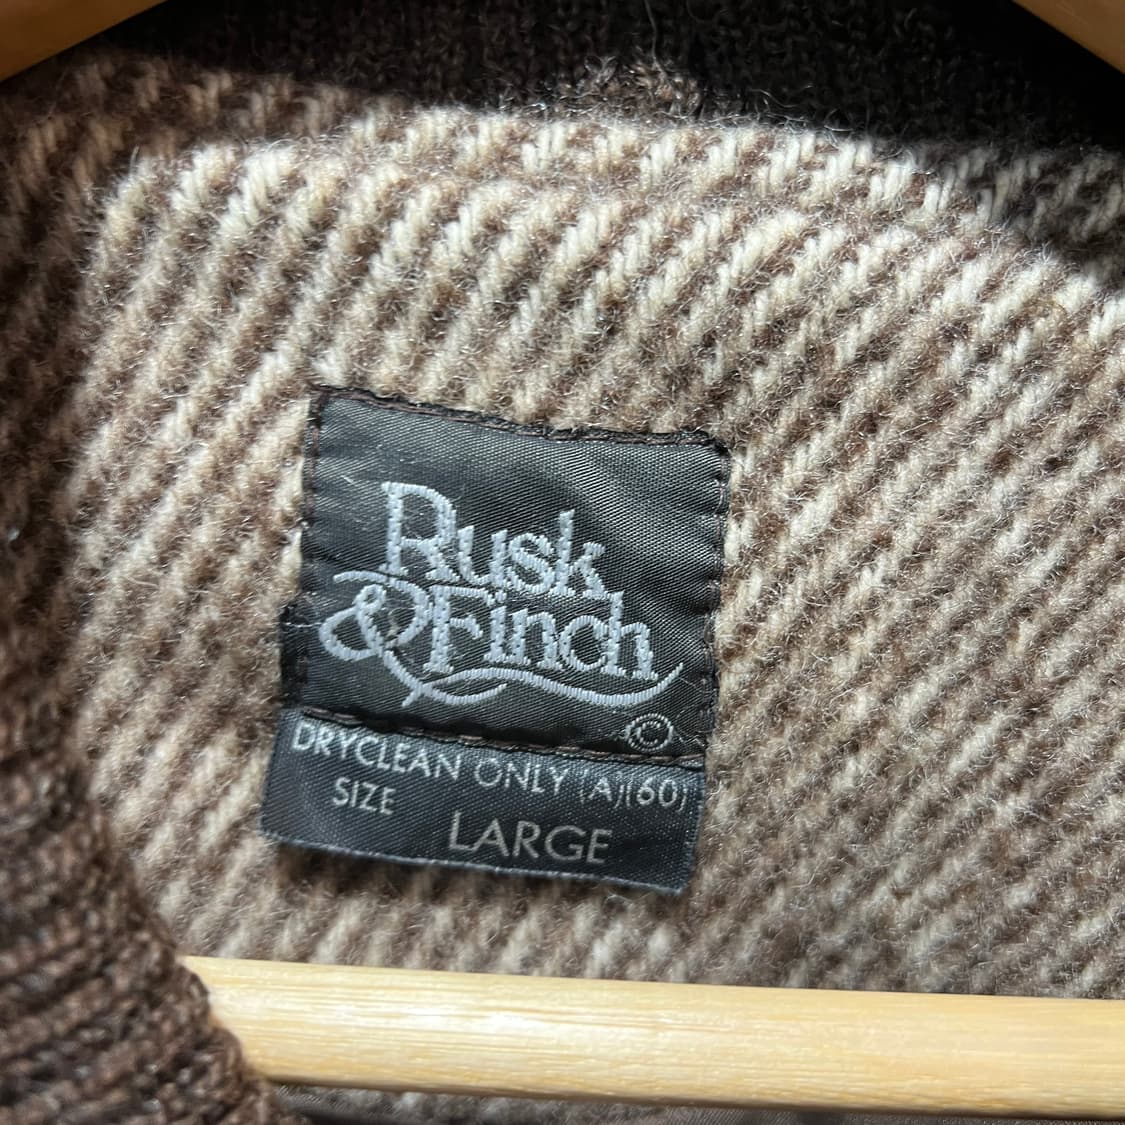 Rusk
& Finch
©
DRYCLEAN ONLY (A)(60)
SIZE
LARGE